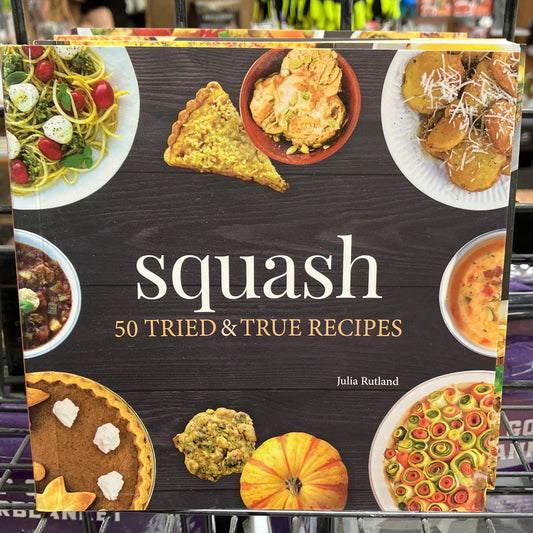 squash
50 TRIED & TRUE RECIPES
Julia Rutland